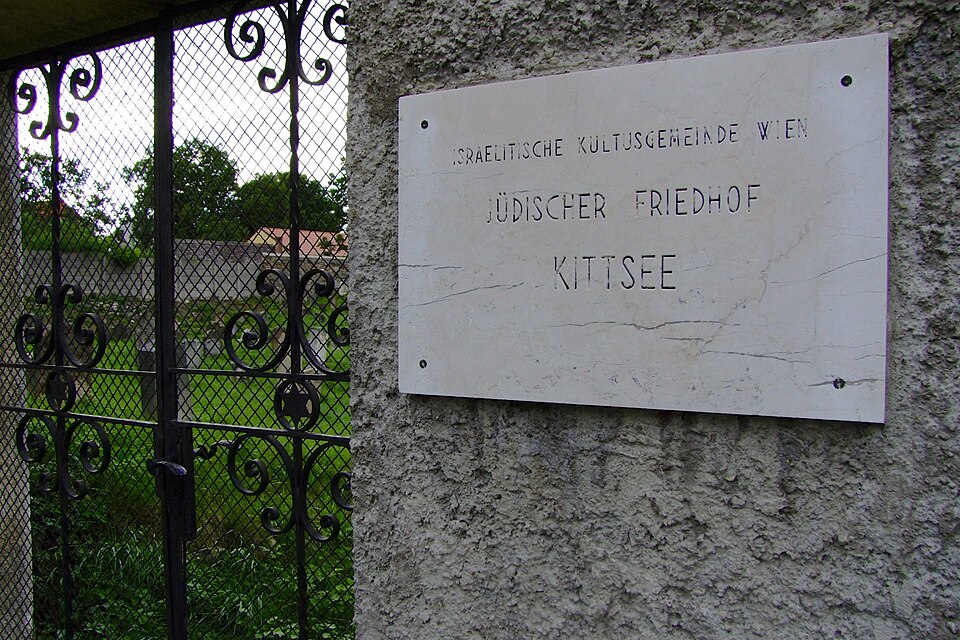 ISRAELITISCHE KULTUSGEMEINDE WIEN
JÜDISCHER FRIEDHOF
KITTSEE